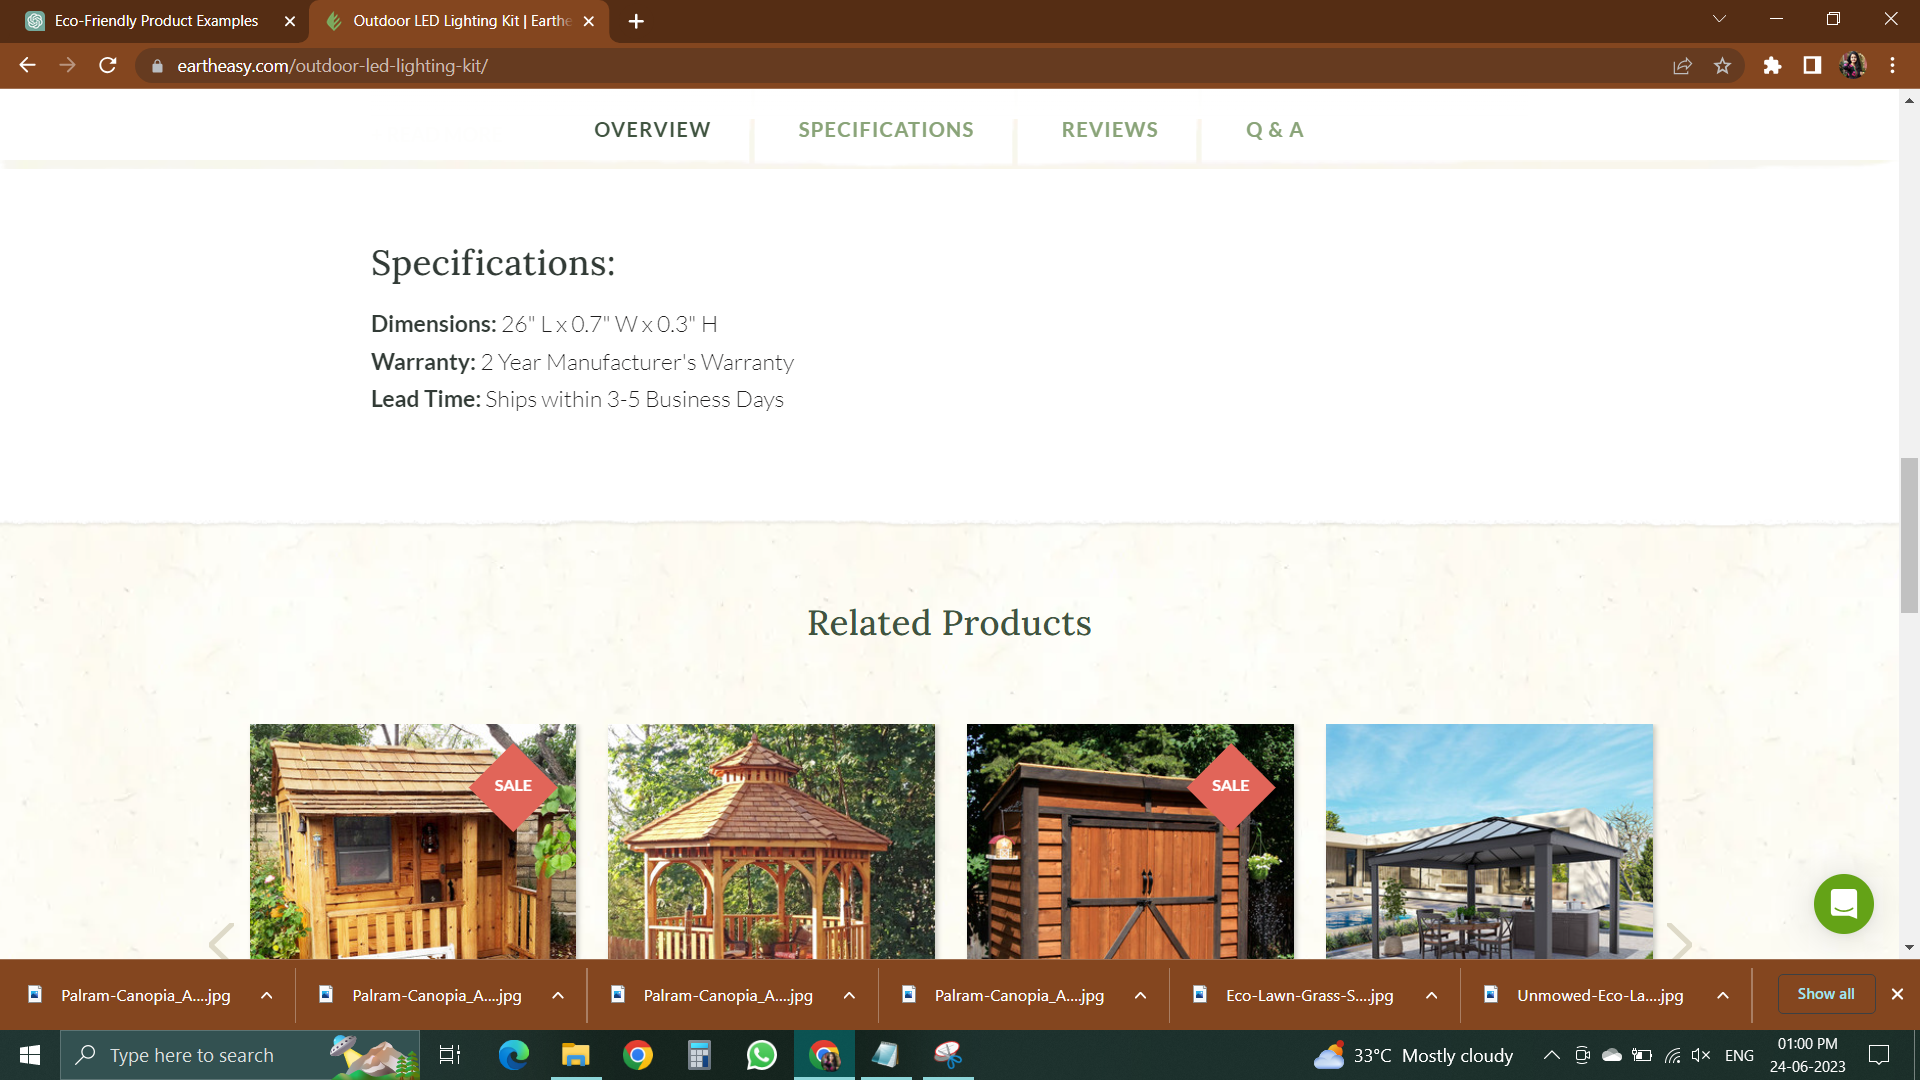 Eco-Friendly Product Examples
Outdoor LED Lighting Kit | Earthe
eartheasy.com/outdoor-led-lighting-kit/
OVERVIEW
SPECIFICATIONS
REVIEWS
Q & A
Specifications:
Dimensions: 26" L x 0.7" W x 0.3" H
Warranty: 2 Year Manufacturer's Warranty
Lead Time: Ships within 3-5 Business Days
Related Products
SALE
SALE
Palram-Canopia_A....jpg
Palram-Canopia_A....jpg
Palram-Canopia_A....jpg
Palram-Canopia_A....jpg
Eco-Lawn-Grass-S....jpg
Unmowed-Eco-La....jpg
Show all
Type here to search
33°C Mostly cloudy
ENG
01:00 PM
24-06-2023